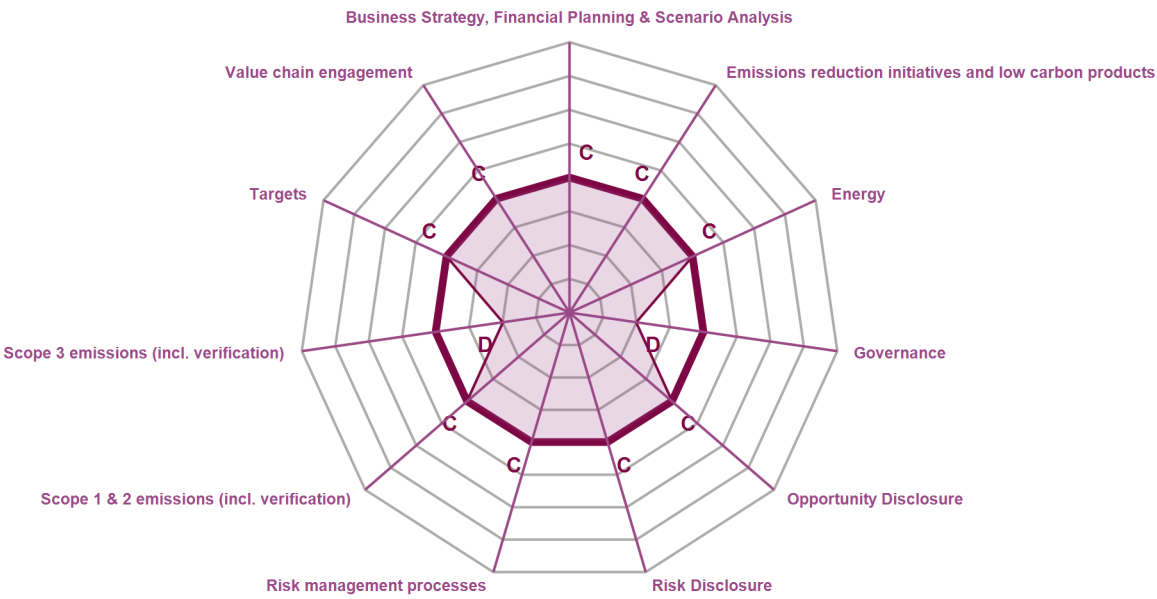 Business Strategy, Financial Planning & Scenario Analysis
Value chain engagement
Emissions reduction initiatives and low carbon products
C
C
C
Targets
Energy
C
C
D
D
Scope 3 emissions (incl. verification)
Governance
C
C
C
C
Scope 1 & 2 emissions (incl. verification)
Opportunity Disclosure
Risk management processes
Risk Disclosure